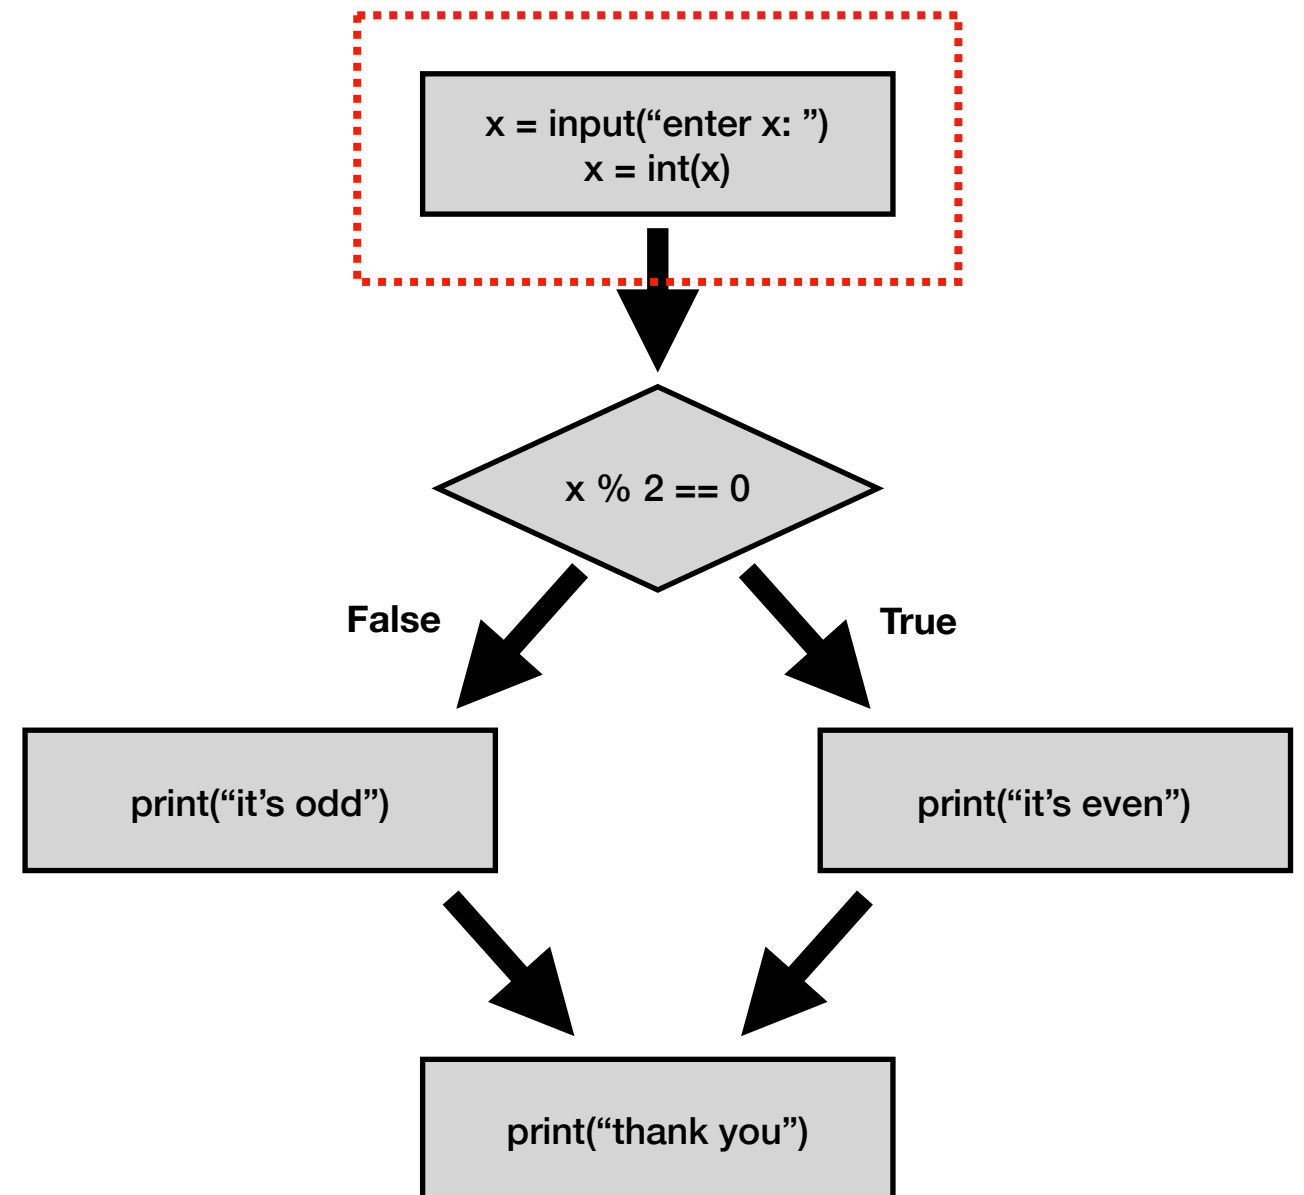 x = input(“enter x: ”)
x = int(x)
x % 2 == 0
False
True
print(“it’s odd”)
print(“it’s even”)
print(“thank you”)